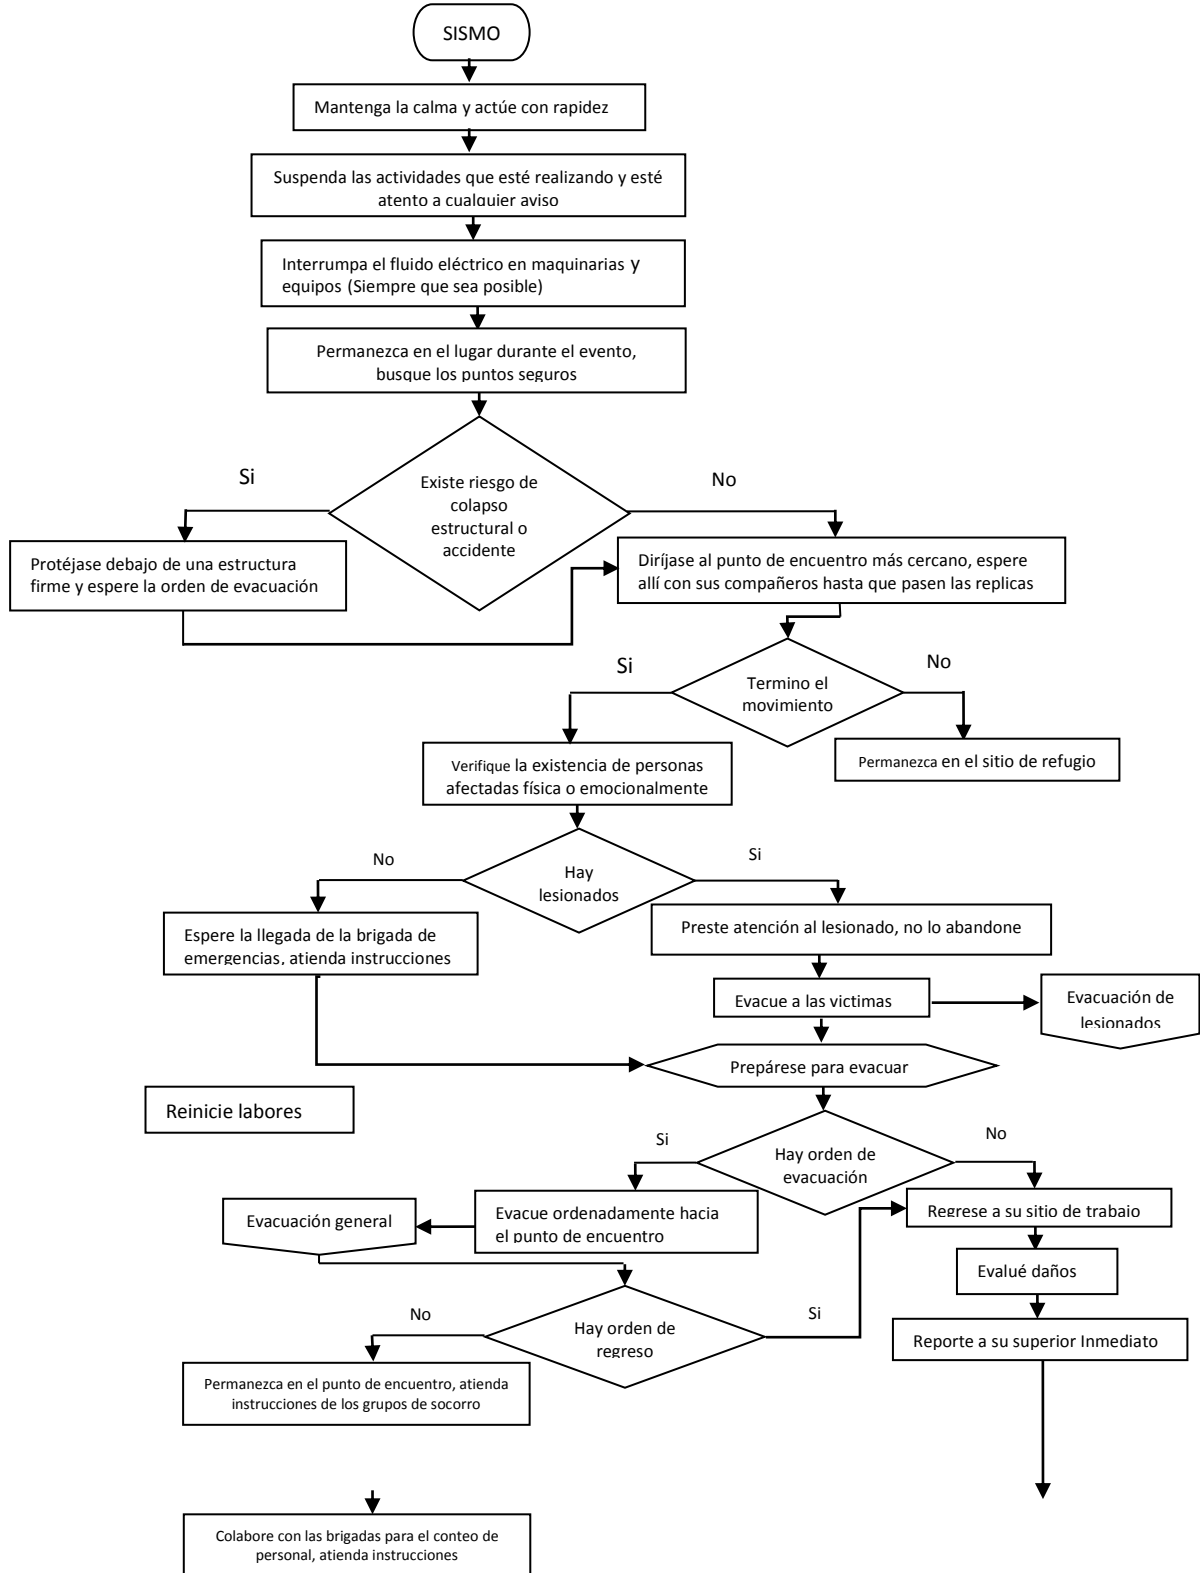 SISMO
Mantenga la calma y actúe con rapidez
Suspenda las actividades que esté realizando y esté
atento a cualquier aviso
Interrumpa el fluido eléctrico en maquinarias y
equipos (Siempre que sea posible)
Permanezca en el lugar durante el evento,
busque los puntos seguros
Si
Existe riesgo de
colapso
estructural o
accidente
No
Protéjase debajo de una estructura
firme y espere la orden de evacuación
Diríjase al punto de encuentro más cercano, espere
allí con sus compañeros hasta que pasen las replicas
Si
Termino el
movimiento
No
Verifique la existencia de personas
afectadas física o emocionalmente
Permanezca en el sitio de refugio
No
Hay
lesionados
Si
Espere la llegada de la brigada de
emergencias, atienda instrucciones
Preste atención al lesionado, no lo abandone
Evacue a las victimas
Evacuación de
lesionados
Prepárese para evacuar
Reinicie labores
Si
Hay orden de
evacuación
No
Evacuación general
Evacue ordenadamente hacia
el punto de encuentro
Regrese a su sitio de trabajo
Evalué daños
No
Hay orden de
regreso
Si
Reporte a su superior Inmediato
Permanezca en el punto de encuentro, atienda
instrucciones de los grupos de socorro
Colabore con las brigadas para el conteo de
personal, atienda instrucciones